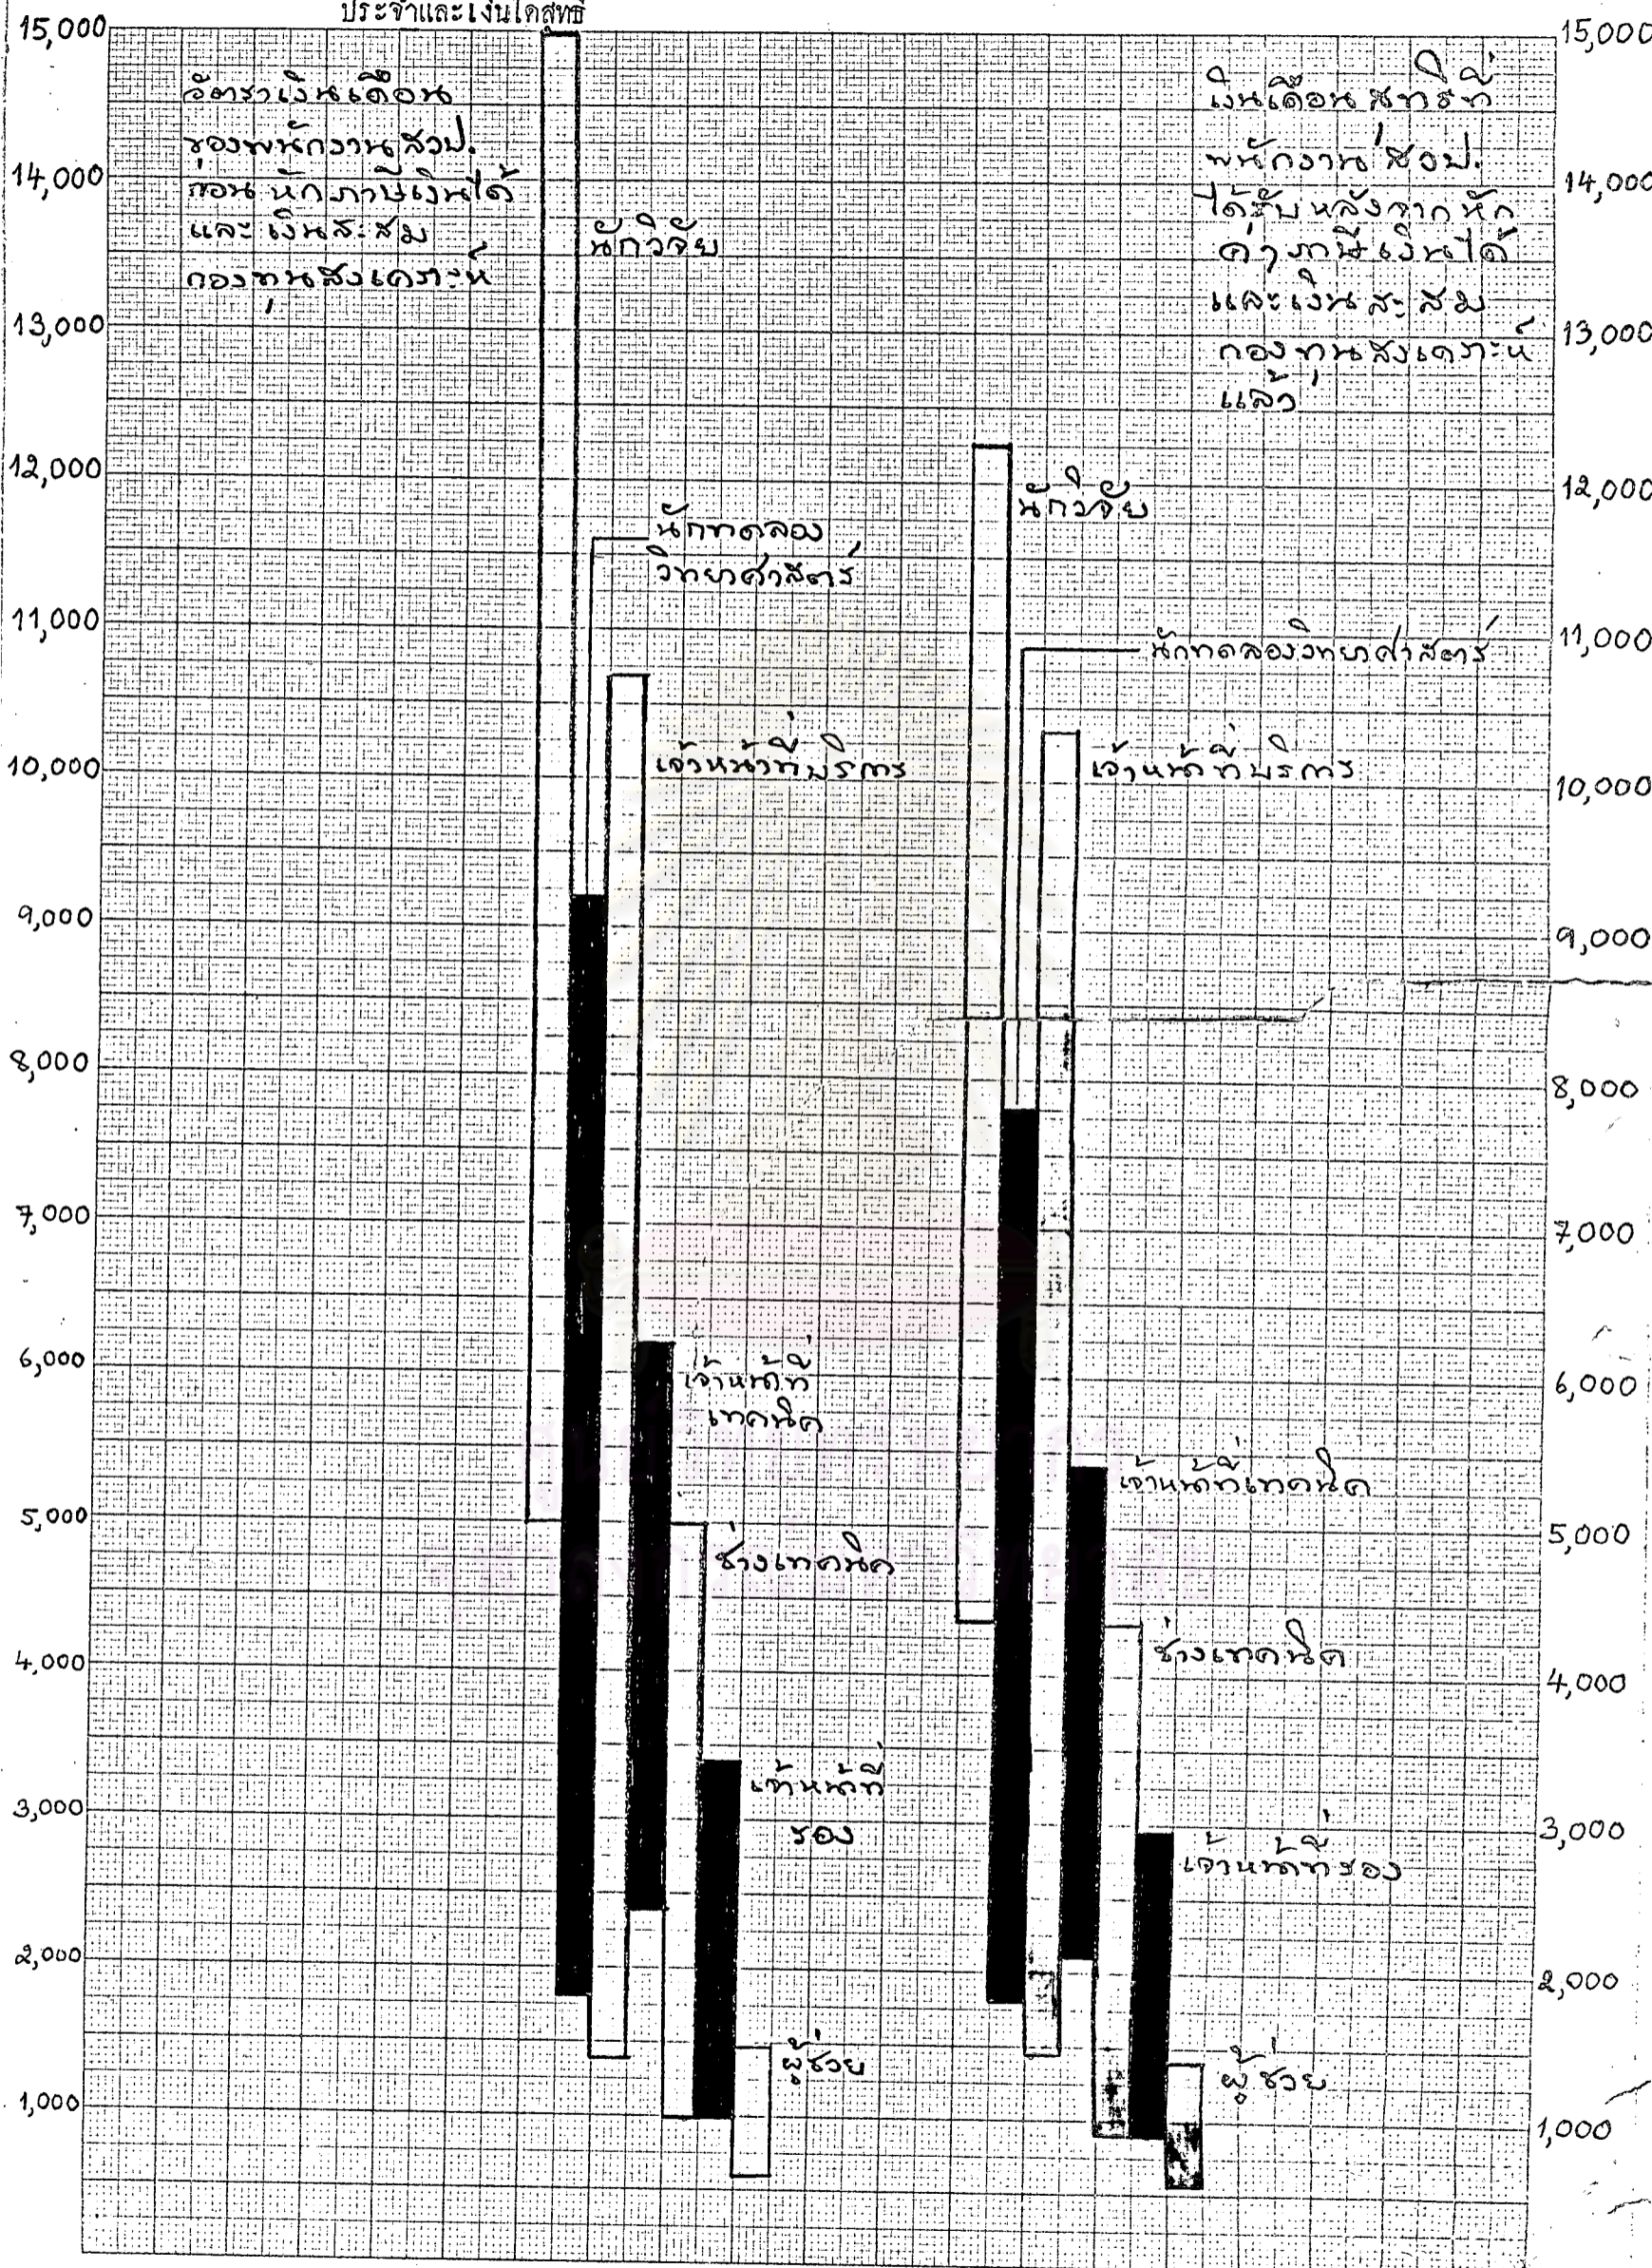 ประจำและเงินได้สุทธิ
15,000
14,000
13,000
12,000
11,000
10,000
9,000
8,000
7,000
6,000
5,000
4,000
3,000
2,000
1,000
อัตราเงินเดือน
ของพนักงาน สวป.
ก่อน หักภาษีเงินได้
และ เงินสะสม
กองทุนสงเคราะห์
นักวิจัย
นักทดลอง
วิทยาศาสตร์
เจ้าหน้าที่บริการ
เจ้าหน้าที่
เทคนิค
ช่างเทคนิค
เจ้าหน้าที่
รอง
ผู้ช่วย
เงินเดือนสุทธิที่
พนักงาน สวป.
ได้รับหลังจากหัก
ค่าภาษีเงินได้
และเงินสะสม
กองทุนสงเคราะห์
แล้ว
นักวิจัย
นักทดลองวิทยาศาสตร์
เจ้าหน้าที่บริการ
เจ้าหน้าที่เทคนิค
ช่างเทคนิค
เจ้าหน้าที่รอง
ผู้ช่วย
15,000
14,000
13,000
12,000
11,000
10,000
9,000
8,000
7,000
6,000
5,000
4,000
3,000
2,000
1,000